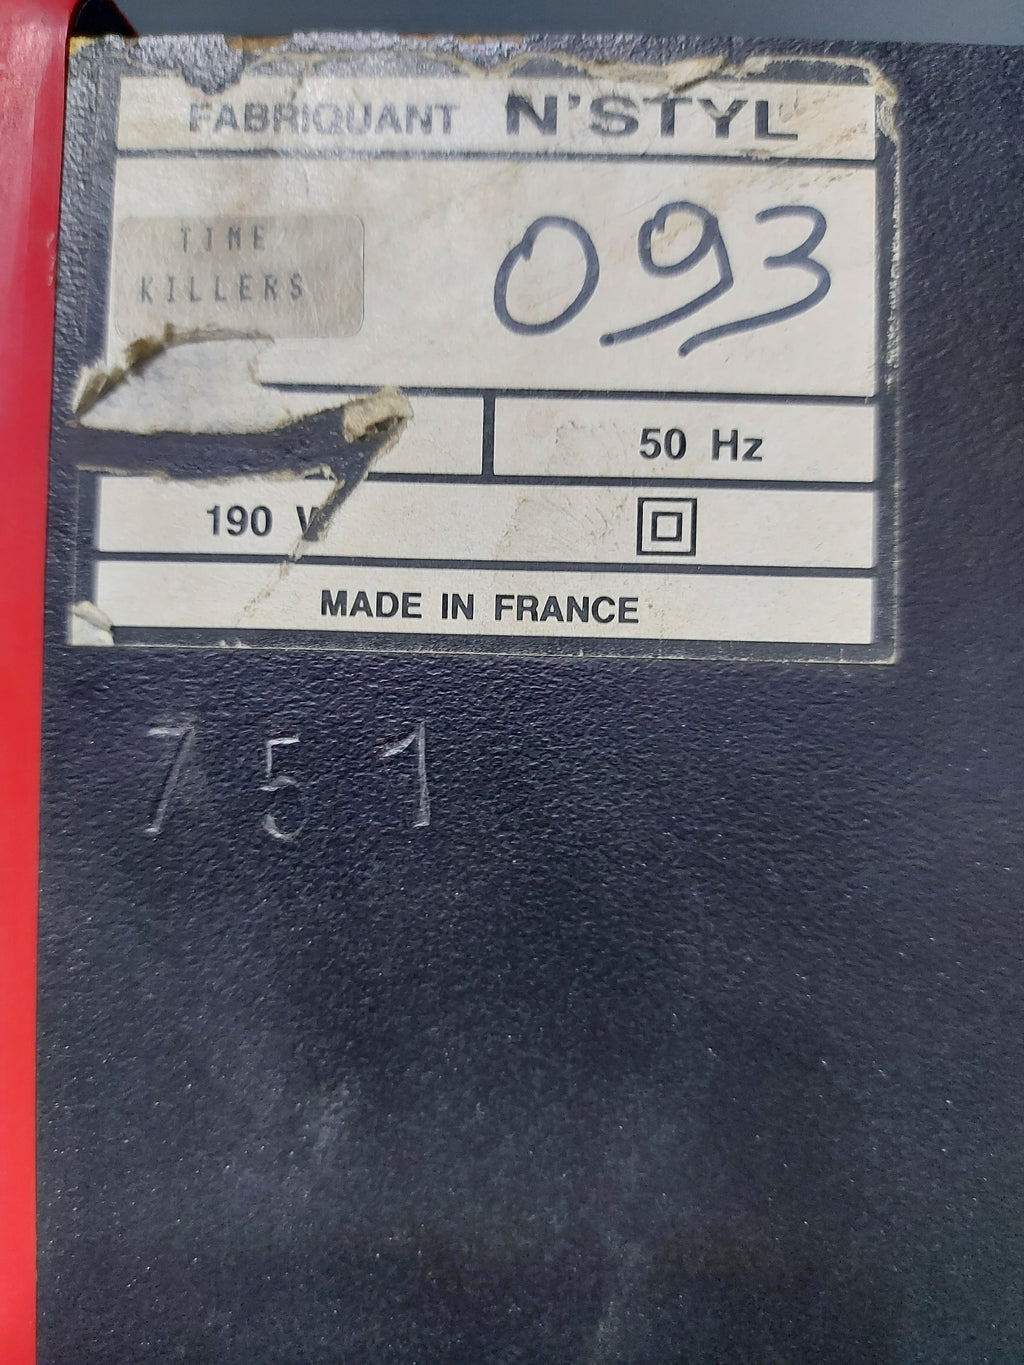 FABRIQUANT N'STYL
TIME
KILLERS
093
50 Hz
190 W
MADE IN FRANCE
751